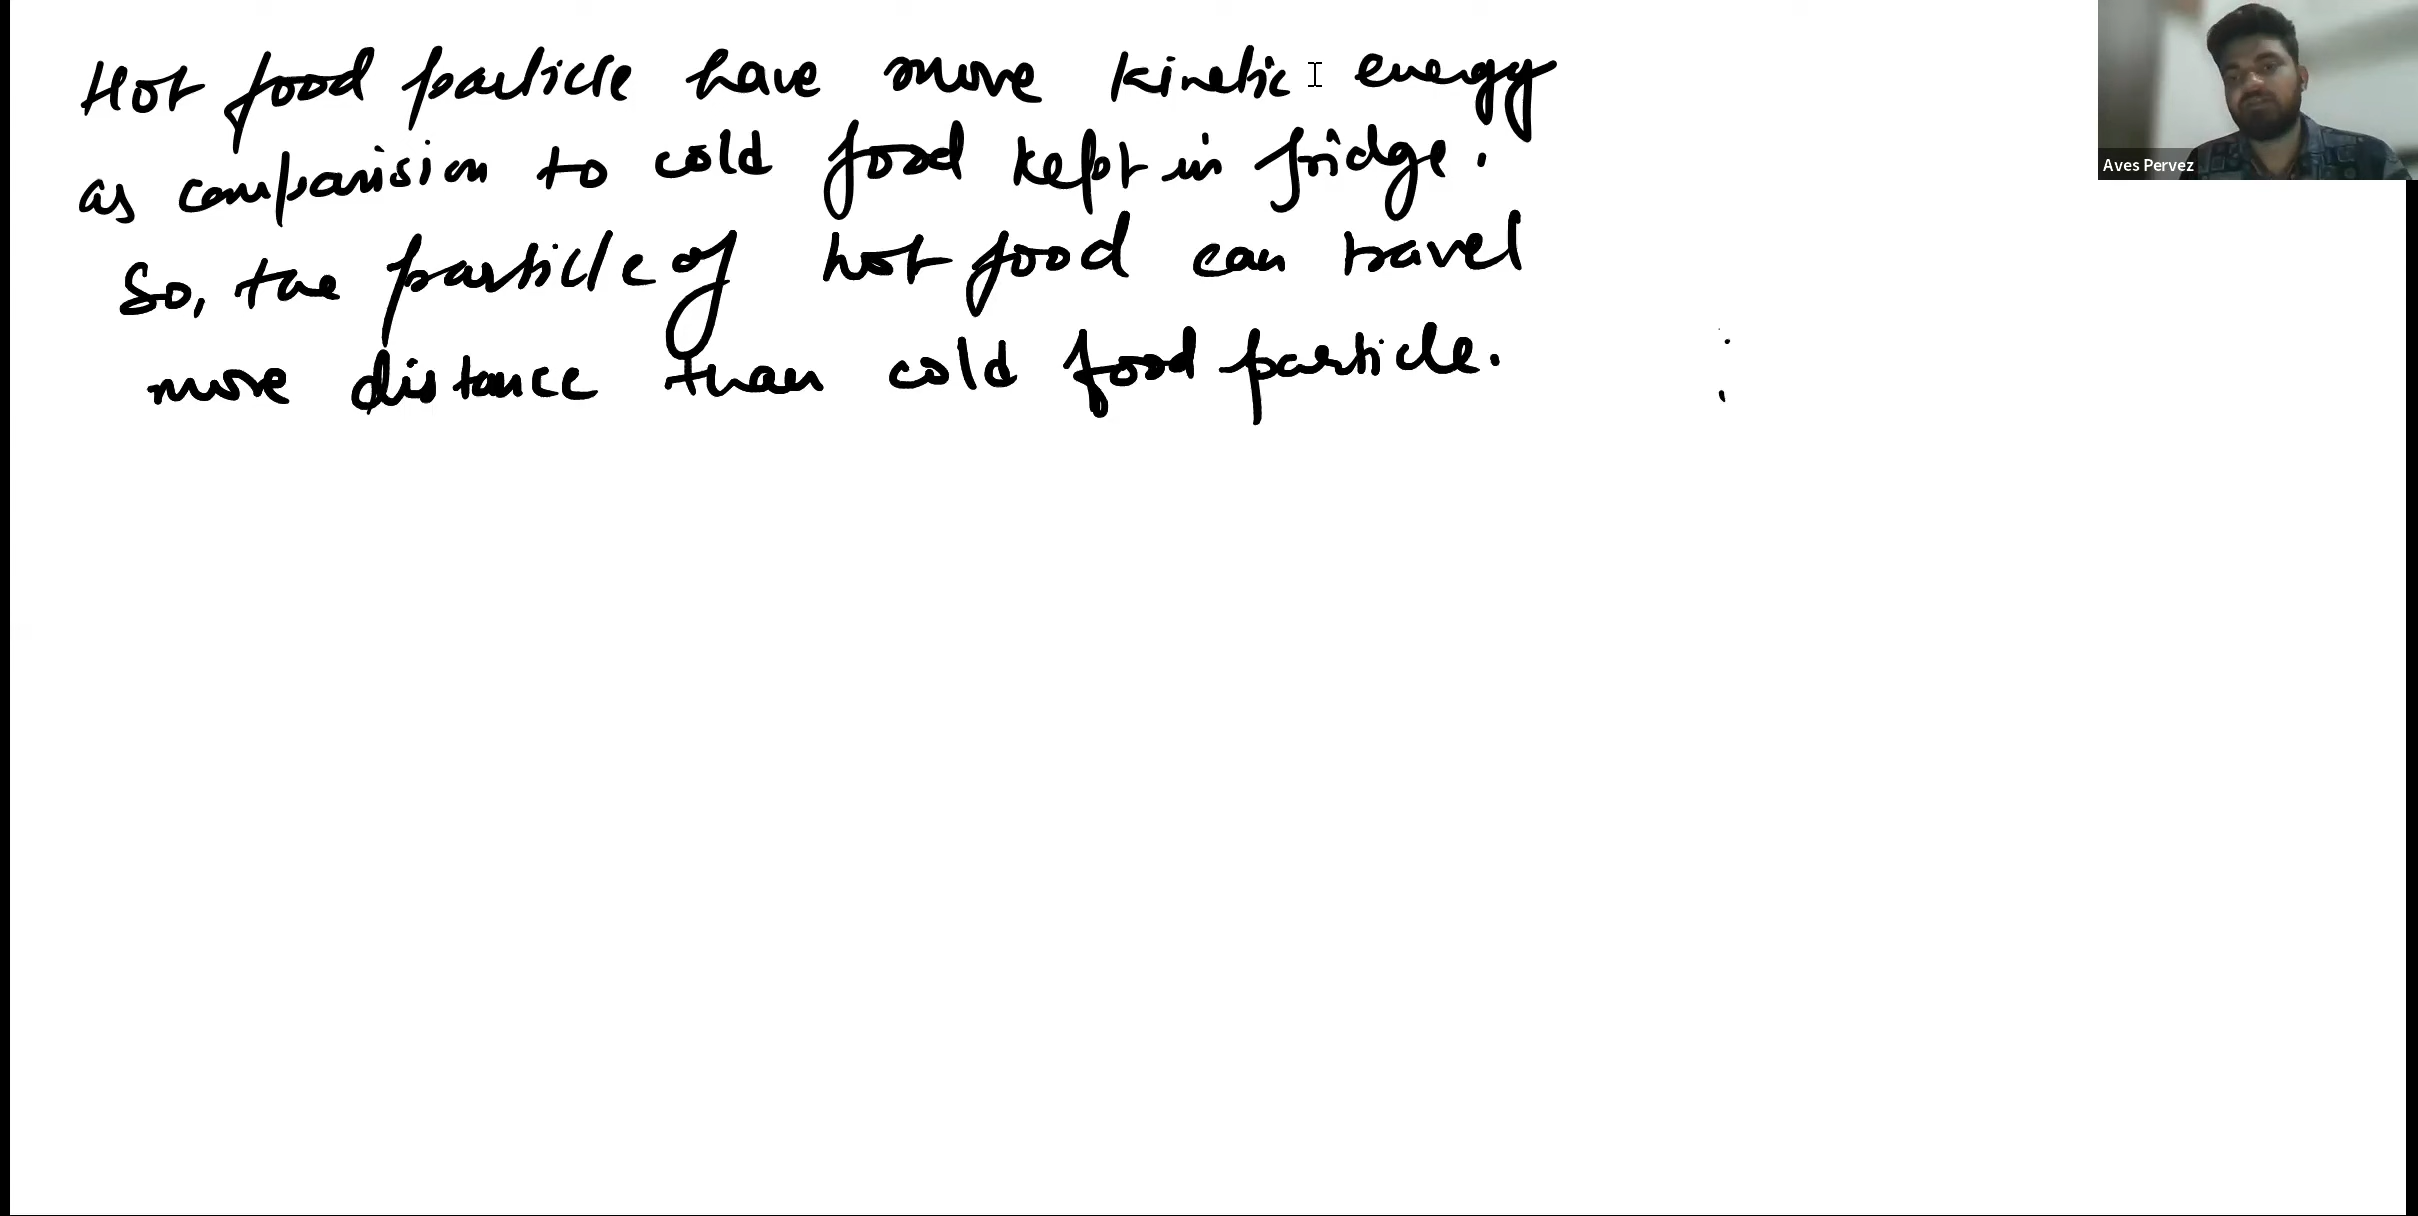 Hot food particle have more kinetic energy
as comparision to cold food kept in fridge.
So, the particle of hot food can travel
more distance than cold food particle.
Aves Pervez